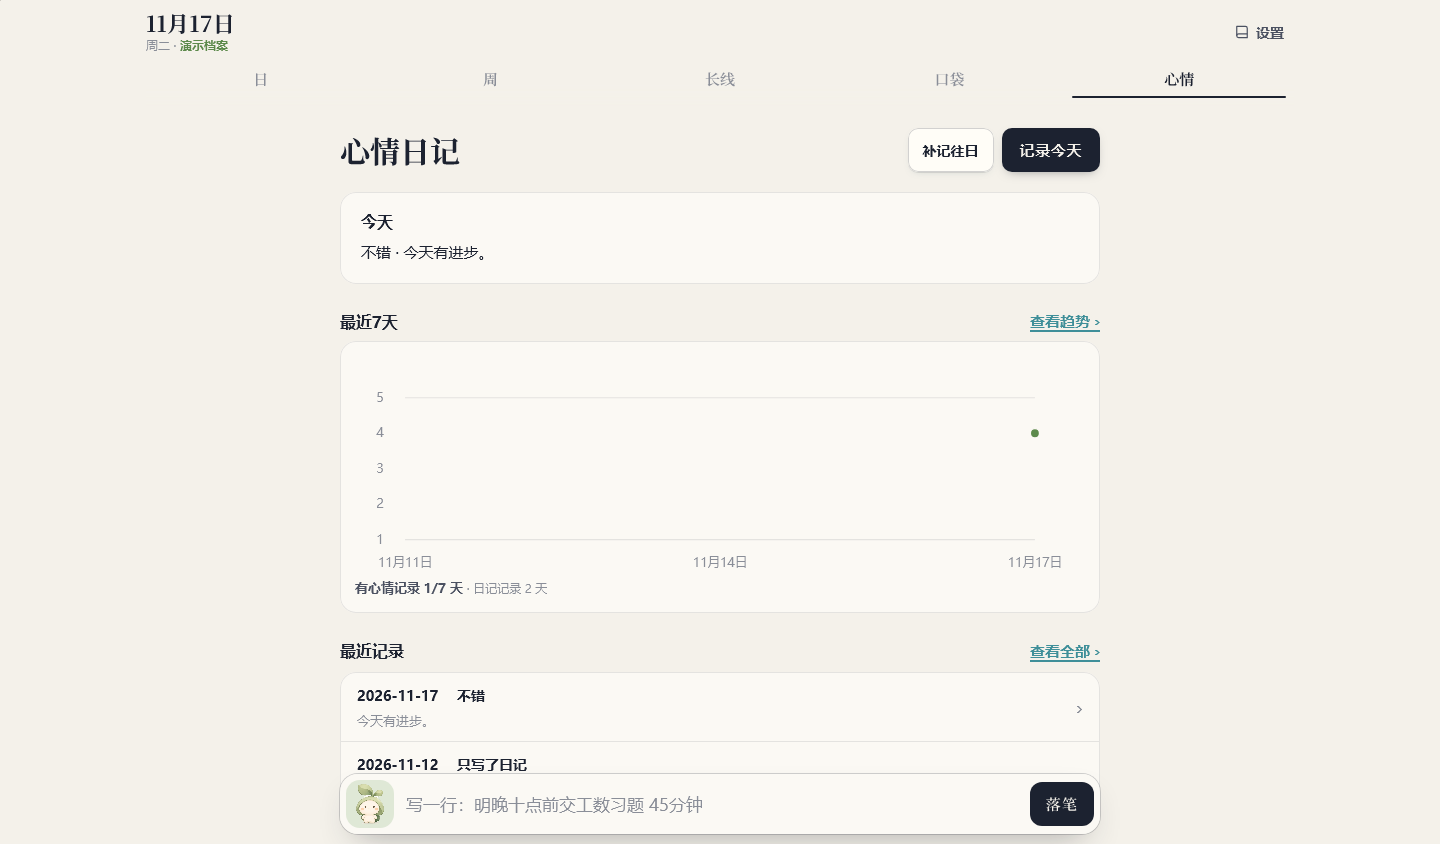 11月17日
周二 · 演示档案
设置
日 周 长线 口袋 心情
心情日记
补记往日
记录今天
今天
不错 · 今天有进步。
最近7天
查看趋势 ›
5
4
3
2
1
11月11日 11月14日 11月17日
有心情记录 1/7 天 · 日记记录 2 天
最近记录
查看全部 ›
2026-11-17 不错
今天有进步。
›
2026-11-12 只写了日记
写一行：明晚十点前交工数习题 45分钟
落笔